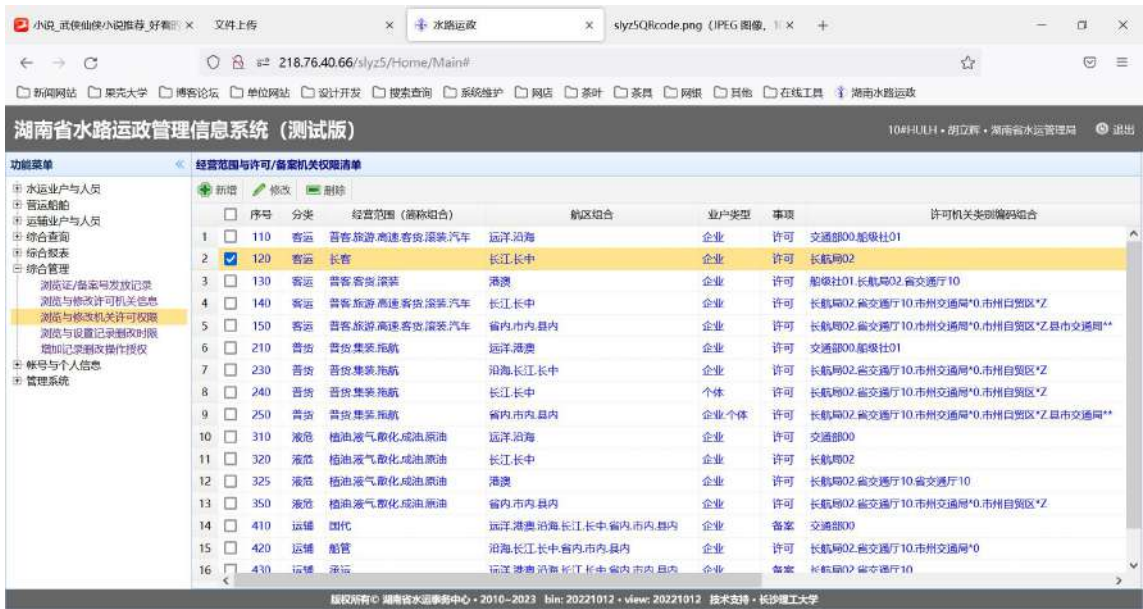 小说_武侠仙侠小说推荐_好看 文件上传 水路运政 slyz5QRcode.png (JPEG 图像,
218.76.40.66/slyz5/Home/Main#
新闻网站 果壳大学 博客论坛 单位网站 设计开发 搜索查询 系统维护 网店 茶叶 茶具 网银 其他 在线工具 湖南水路运政
湖南省水路运政管理信息系统（测试版） 10#HULH • 胡立辉 • 湖南省水运管理局 退出
功能菜单 经营范围与许可/备案机关权限清单
水运业户与人员
营运船舶
运输业户与人员
综合查询
综合报表
综合管理
浏览证/备案号发放记录
浏览与修改许可机关信息
浏览与修改机关许可权限
浏览与设置记录删改时限
增加记录删改操作授权
帐号与个人信息
管理系统
新增 修改 删除
序号 分类 经营范围（简称组合） 航区组合 业户类型 事项 许可机关类别编码组合
1 110 客运 普客.旅游.高速.客货.滚装.汽车 远洋.沿海 企业 许可 交通部00.船级社01
2 120 客运 长客 长江.长中 企业 许可 长航局02
3 130 客运 普客.客货.滚装 港澳 企业 许可 船级社01.长航局02.省交通厅10
4 140 客运 普客.旅游.高速.客货.滚装.汽车 长江.长中 企业 许可 长航局02.省交通厅10.市州交通局*0.市州自贸区*Z
5 150 客运 普客.旅游.高速.客货.滚装.汽车 省内.市内.县内 企业 许可 长航局02.省交通厅10.市州交通局*0.市州自贸区*Z.县市交通局**
6 210 普货 普货.集装.拖航 远洋.港澳 企业 许可 交通部00.船级社01
7 230 普货 普货.集装.拖航 沿海.长江.长中 企业 许可 长航局02.省交通厅10.市州交通局*0.市州自贸区*Z
8 240 普货 普货.集装.拖航 长江.长中 个体 许可 长航局02.省交通厅10.市州交通局*0.市州自贸区*Z
9 250 普货 普货.集装.拖航 省内.市内.县内 企业.个体 许可 长航局02.省交通厅10.市州交通局*0.市州自贸区*Z.县市交通局**
10 310 液危 植油.液气.散化.成油.原油 远洋.沿海 企业 许可 交通部00
11 320 液危 植油.液气.散化.成油.原油 长江.长中 企业 许可 长航局02
12 325 液危 植油.液气.散化.成油.原油 港澳 企业 许可 长航局02.省交通厅10.省交通厅10
13 350 液危 植油.液气.散化.成油.原油 省内.市内.县内 企业 许可 长航局02.省交通厅10.市州交通局*0.市州自贸区*Z
14 410 运辅 国代 远洋.港澳.沿海.长江.长中.省内.市内.县内 企业 备案 交通部00
15 420 运辅 船管 沿海.长江.长中.省内.市内.县内 企业 许可 长航局02.省交通厅10.市州交通局*0
16 430 运辅 承运 远洋.港澳.沿海.长江.长中.省内.市内.县内 企业 备案 长航局02.省交通厅10
版权所有© 湖南省水运事务中心 • 2010~2023 bin: 20221012 • view: 20221012 技术支持 • 长沙理工大学